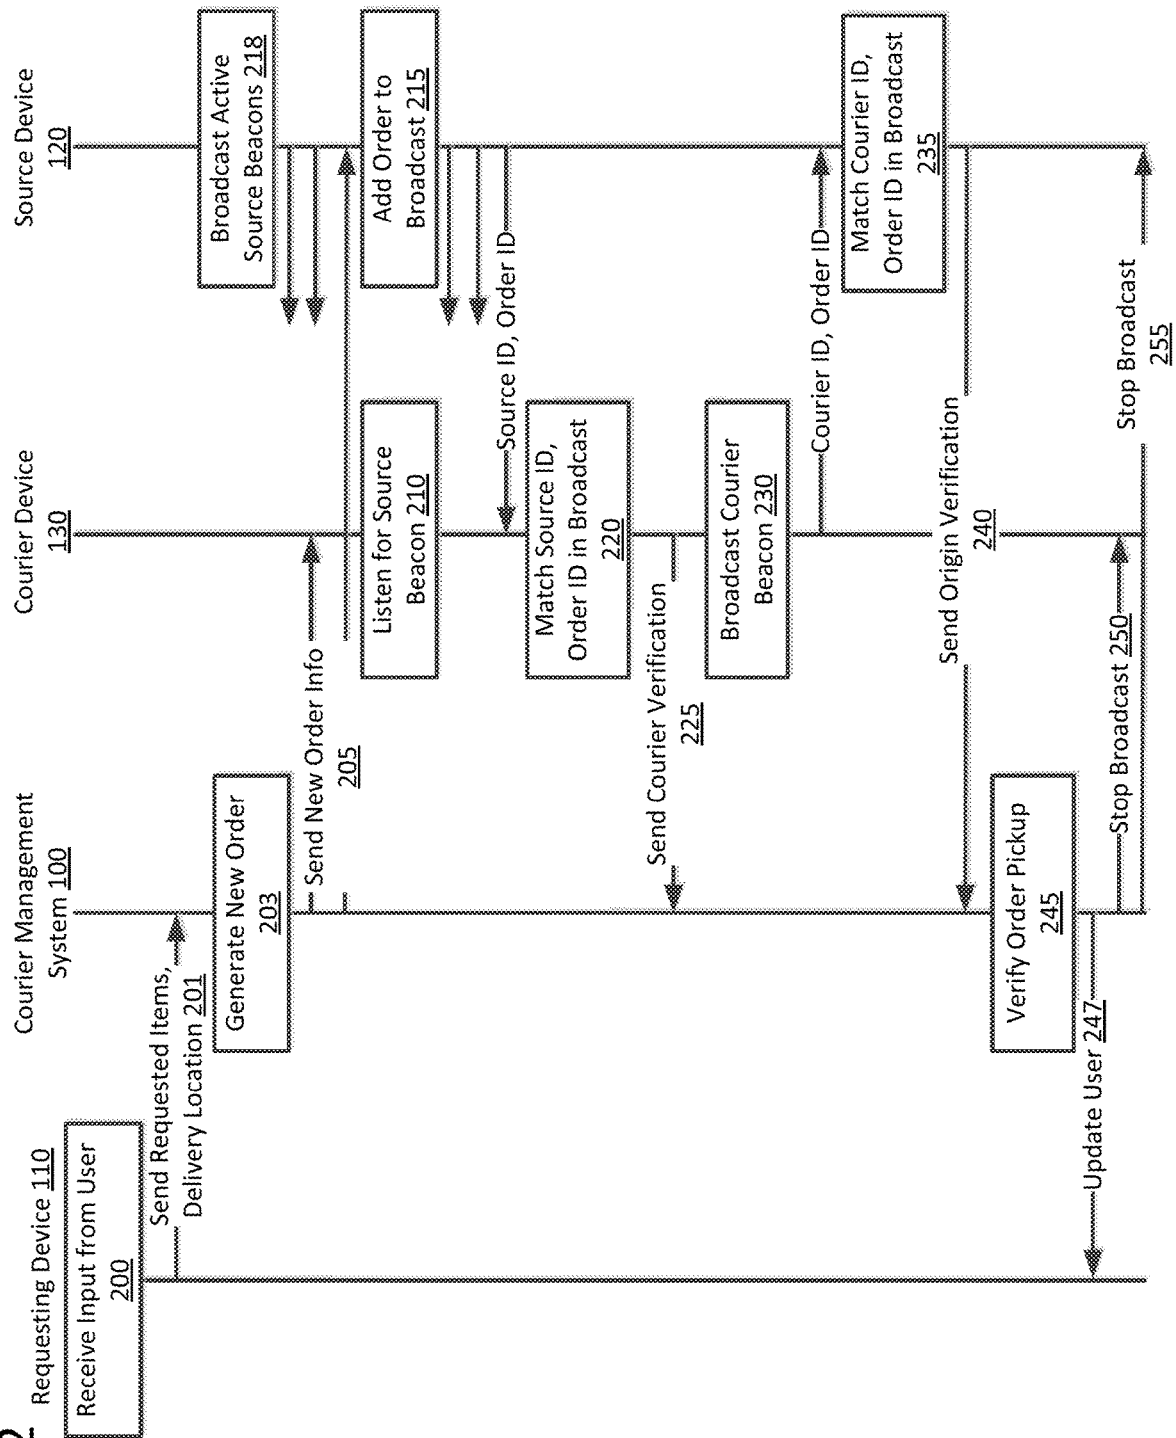 Requesting Device 110
Courier Management
System 100
Courier Device
130
Source Device
120
Receive Input from User
200
Send Requested Items,
Delivery Location 201
Generate New Order
203
Broadcast Active
Source Beacons 218
Send New Order Info
205
Listen for Source
Beacon 210
Add Order to
Broadcast 215
Source ID, Order ID
Match Source ID,
Order ID in Broadcast
220
Send Courier Verification
225
Broadcast Courier
Beacon 230
Courier ID, Order ID
Match Courier ID,
Order ID in Broadcast
235
Send Origin Verification
240
Verify Order Pickup
245
Update User 247
Stop Broadcast 250
Stop Broadcast
255